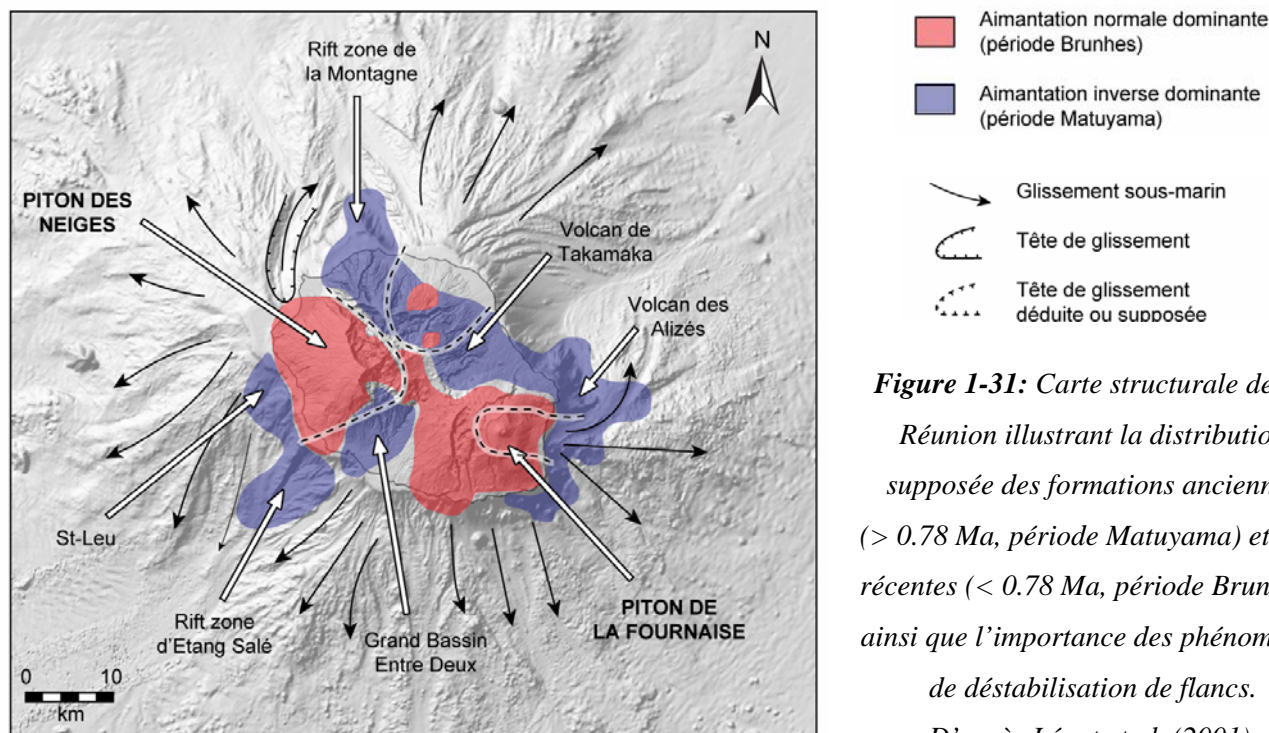 Rift zone de
la Montagne
N
PITON DES
NEIGES
Volcan de
Takamaka
Volcan des
Alizés
St-Leu
Rift zone
d'Etang Salé
Grand Bassin
Entre Deux
PITON DE
LA FOURNAISE
0 10
km
Aimantation normale dominante
(période Brunhes)
Aimantation inverse dominante
(période Matuyama)
Glissement sous-marin
Tête de glissement
Tête de glissement
déduite ou supposée
Figure 1-31: Carte structurale de
Réunion illustrant la distributio
supposée des formations ancienn
(> 0.78 Ma, période Matuyama) et
récentes (< 0.78 Ma, période Brun
ainsi que l'importance des phénom
de déstabilisation de flancs.